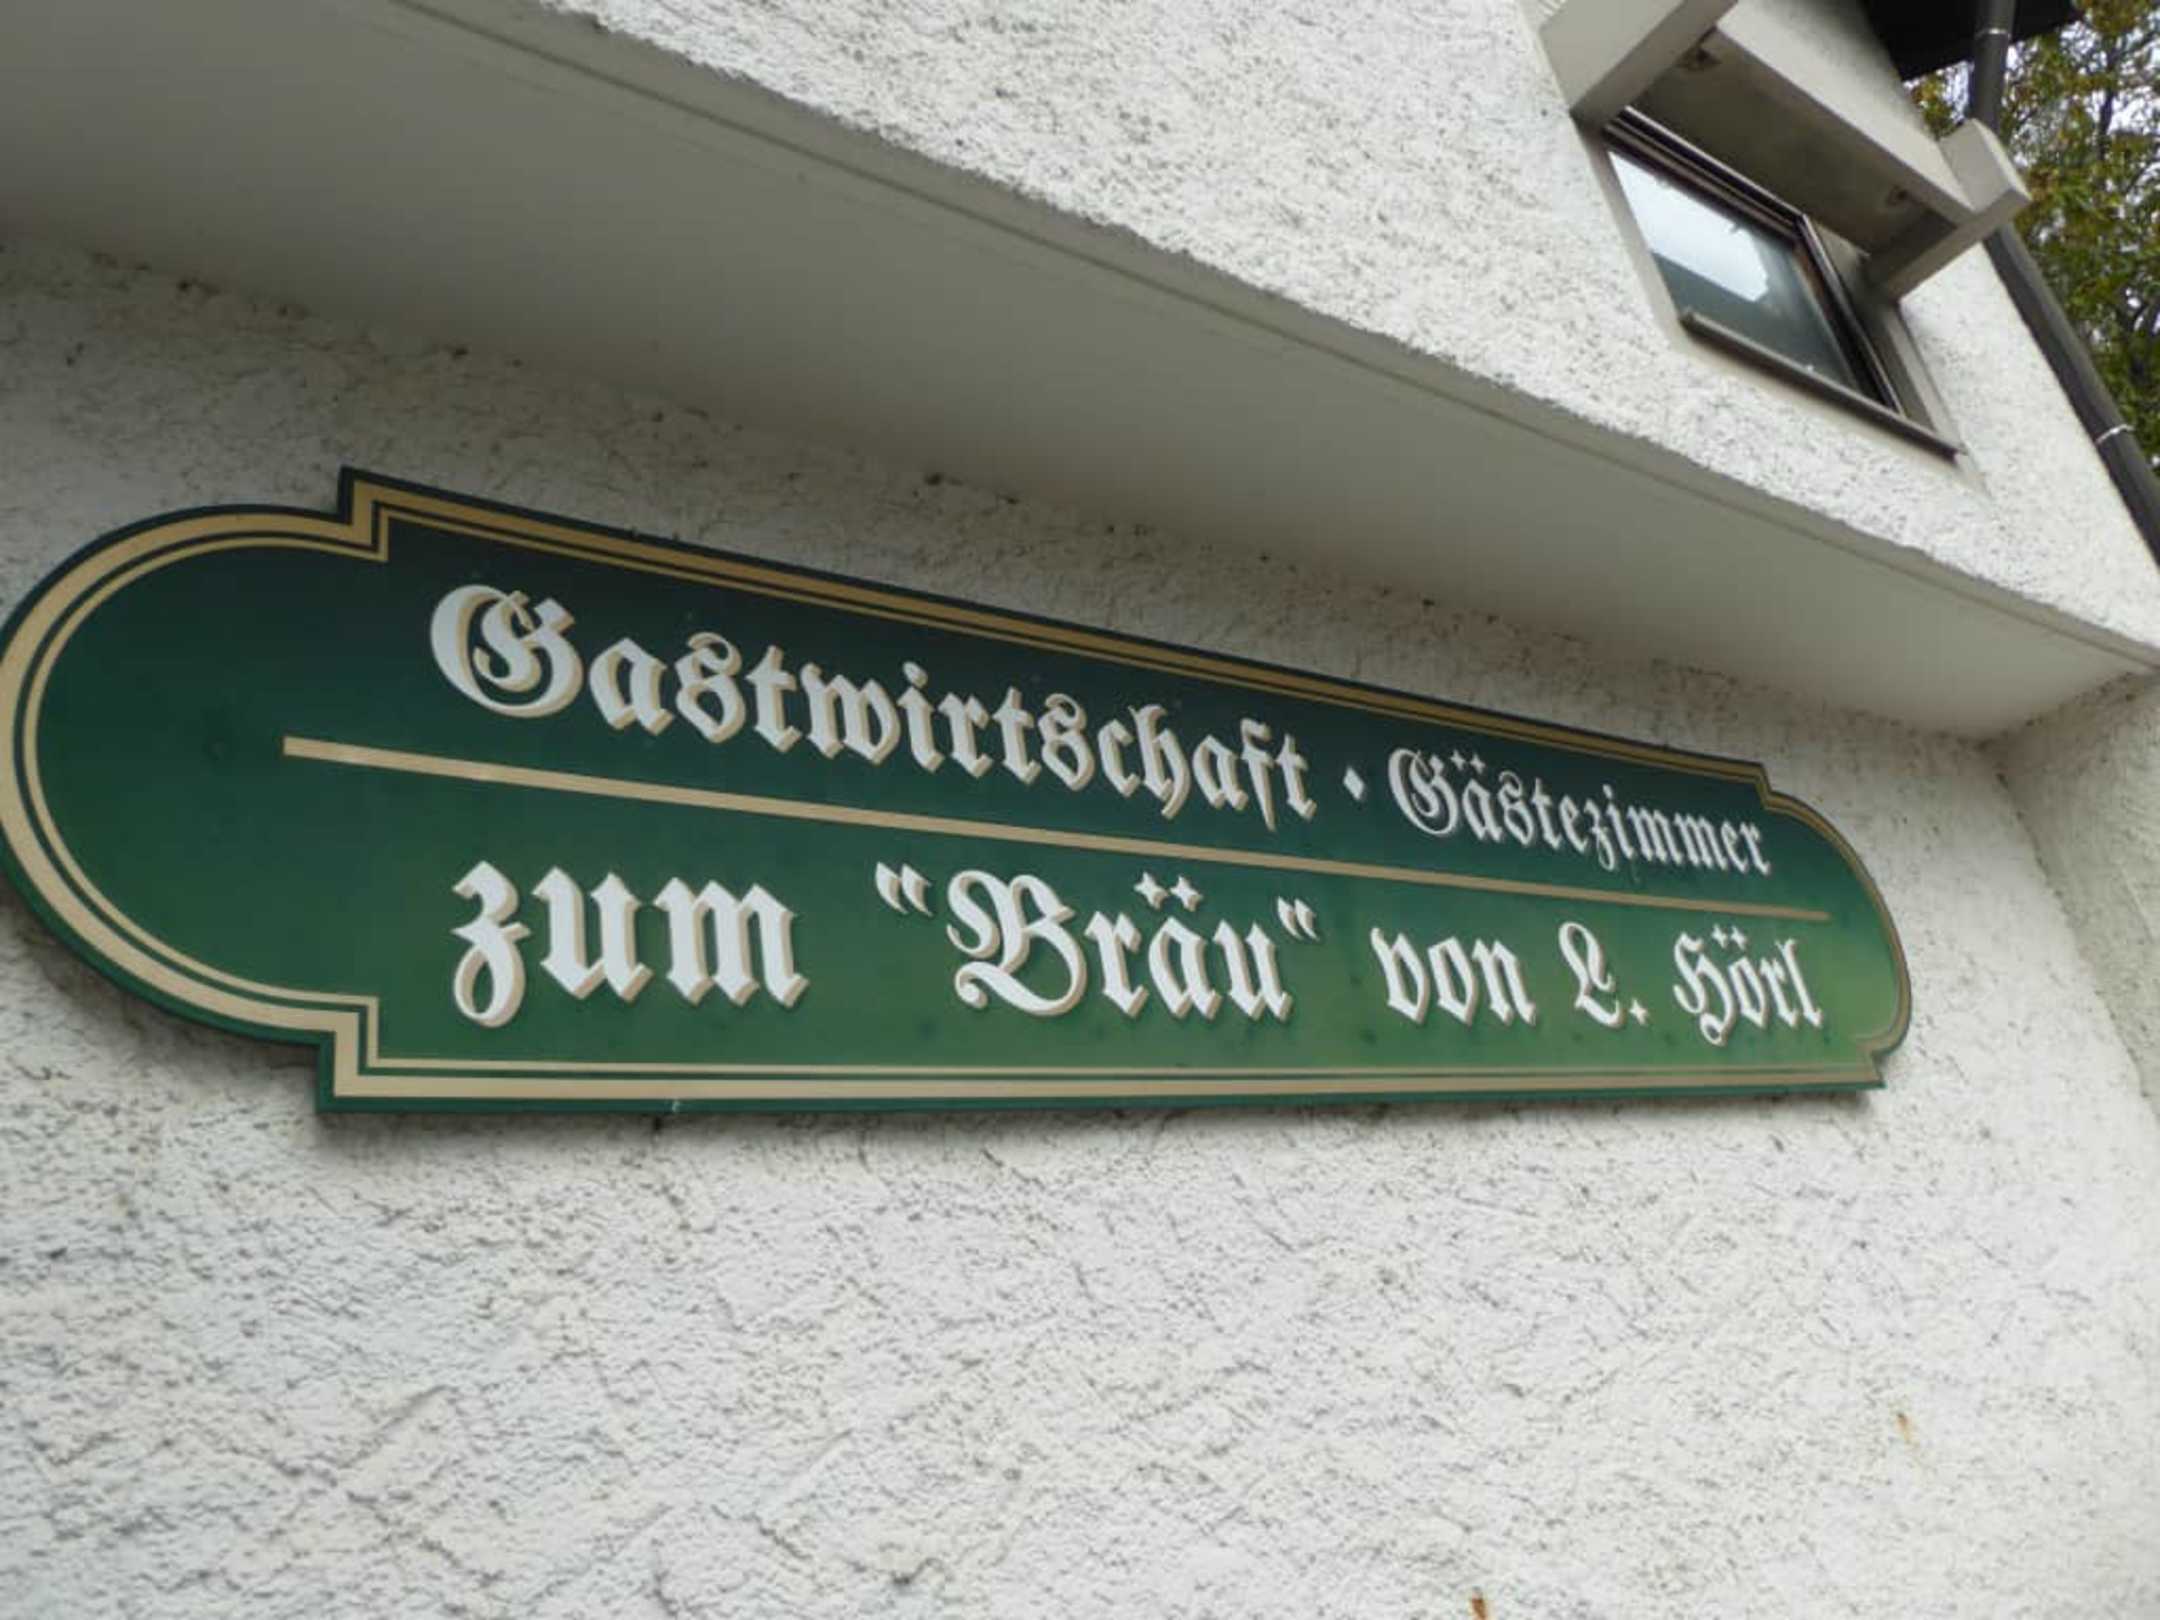 Gastwirtschaft · Gästezimmer
zum "Bräu" von L. Hörl